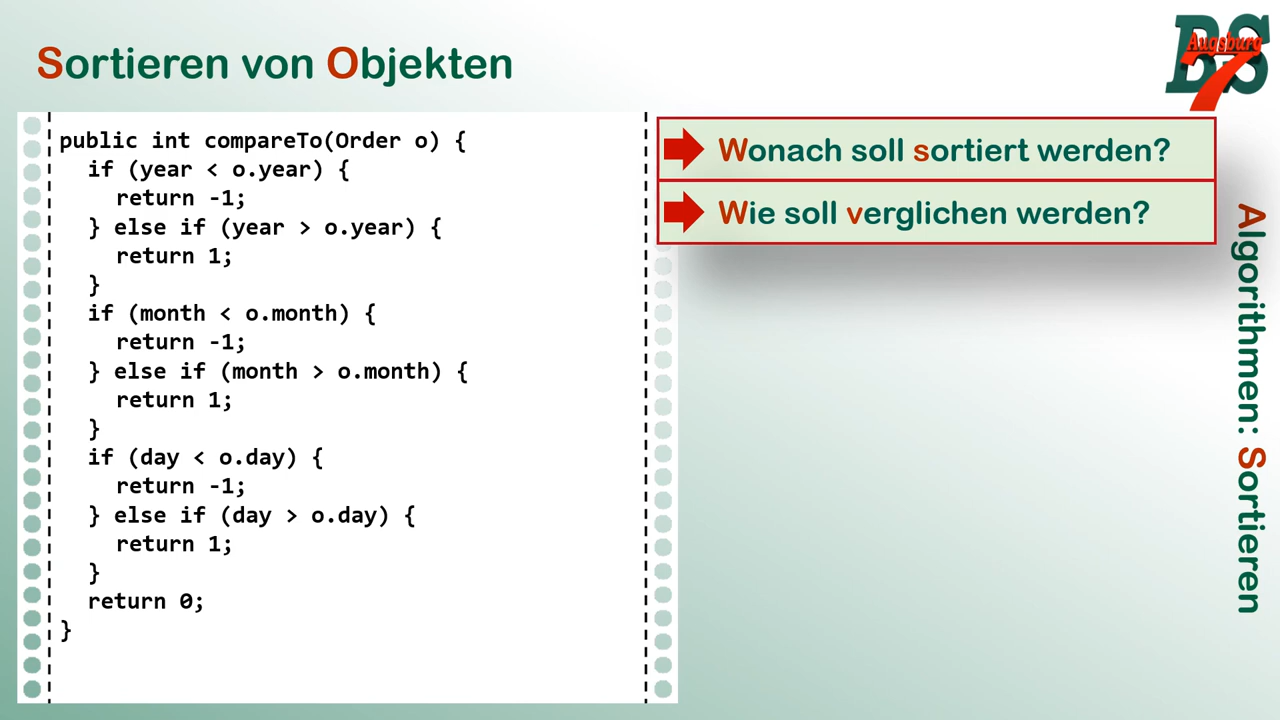 Sortieren von Objekten
BS
Augsburg
7
public int compareTo(Order o) {
if (year < o.year) {
return -1;
} else if (year > o.year) {
return 1;
}
if (month < o.month) {
return -1;
} else if (month > o.month) {
return 1;
}
if (day < o.day) {
return -1;
} else if (day > o.day) {
return 1;
}
return 0;
}
Wonach soll sortiert werden?
Wie soll verglichen werden?
Algorithmen: Sortieren